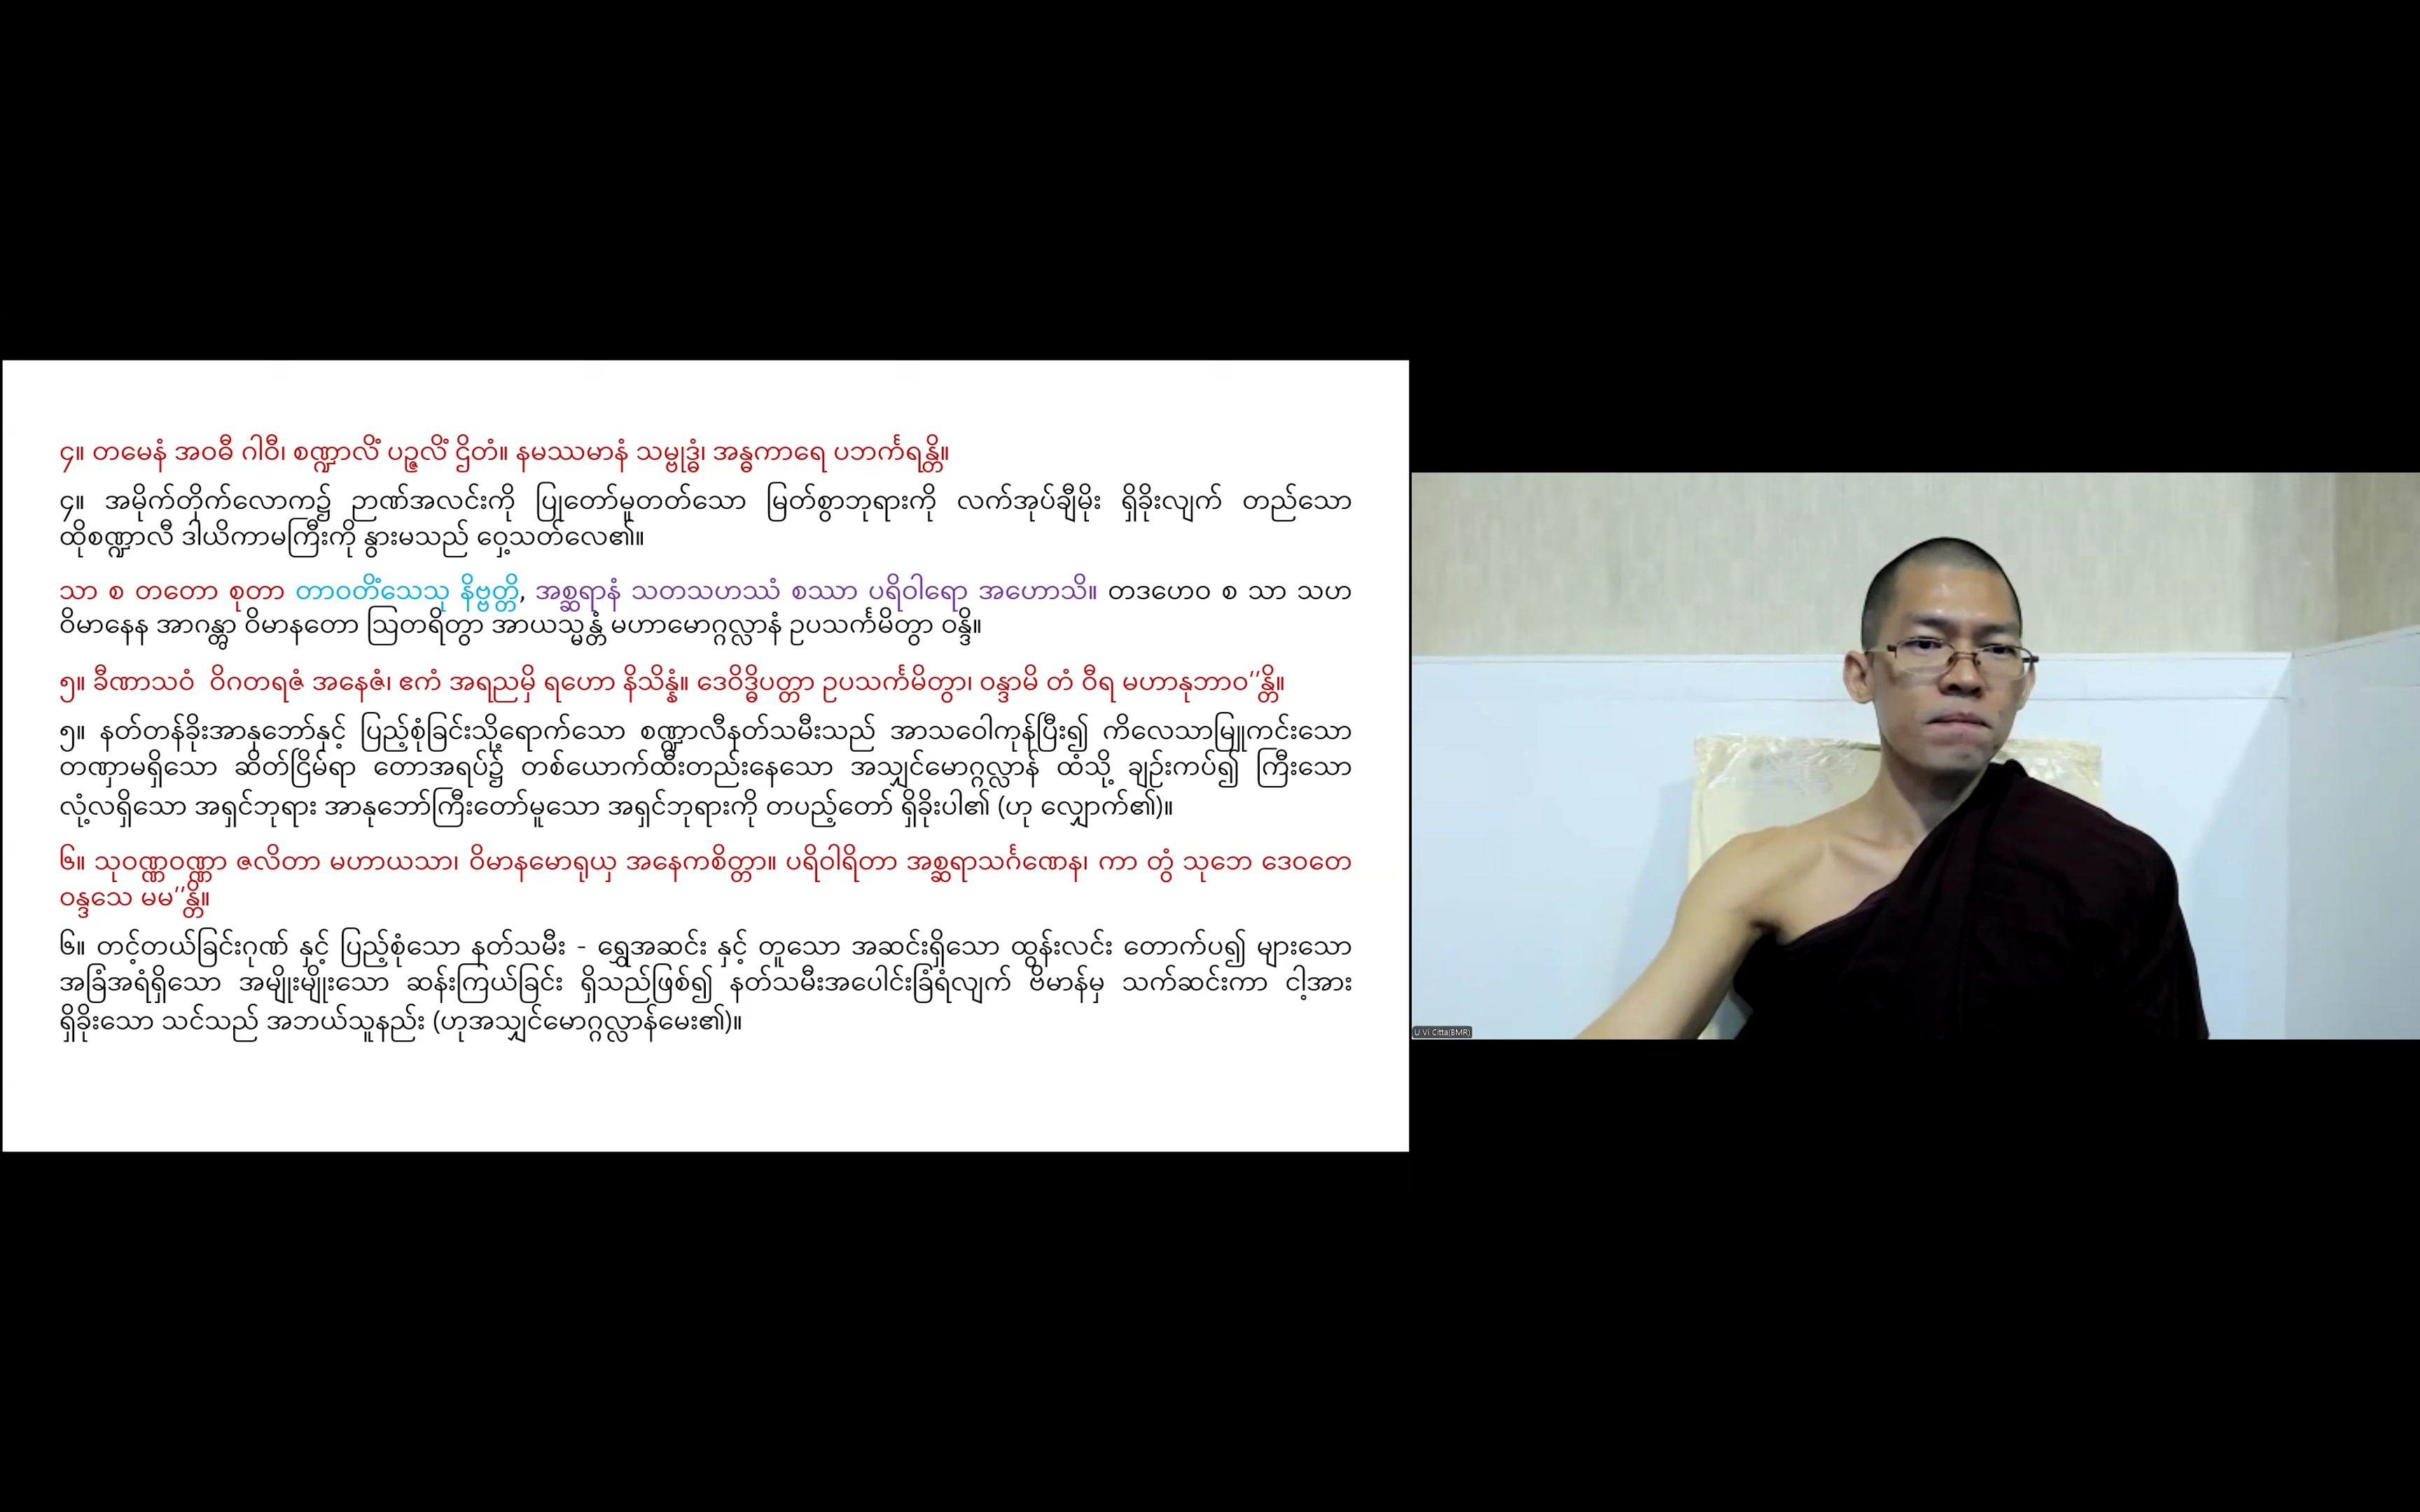 ၄။ တမေနံ အဝဓီ ဂါဝီ၊ စဏ္ဍာလိံ ပဉ္ဇလိံ ဌိတံ။ နမဿမာနံ သမ္ဗုဒ္ဓံ၊ အန္ဓကာရေ ပဘင်္ကရန္တိ။
၄။ အမိုက်တိုက်လောက၌ ဉာဏ်အလင်းကို ပြုတော်မူတတ်သော မြတ်စွာဘုရားကို လက်အုပ်ချီမိုး ရှိခိုးလျက် တည်သော
ထိုစဏ္ဍာလီ ဒါယိကာမကြီးကို နွားမသည် ဝှေ့သတ်လေ၏။
သာ စ တတော စုတာ တာဝတိံသေသု နိဗ္ဗတ္တိ, အစ္ဆရာနံ သတသဟဿံ စဿာ ပရိဝါရော အဟောသိ။ တဒဟေဝ စ သာ သဟ
ဝိမာနေန အာဂန္တွာ ဝိမာနတော ဩတရိတွာ အာယသ္မန္တံ မဟာမောဂ္ဂလ္လာနံ ဥပသင်္ကမိတွာ ဝန္ဒိ။
၅။ ခီဏာသဝံ ဝိဂတရဇံ အနေဇံ၊ ဧကံ အရညမှိ ရဟော နိသိန္နံ။ ဒေဝိဒ္ဓိပတ္တာ ဥပသင်္ကမိတွာ၊ ဝန္ဒာမိ တံ ဝီရ မဟာနုဘာဝ’’န္တိ။
၅။ နတ်တန်ခိုးအာနုဘော်နှင့် ပြည့်စုံခြင်းသို့ရောက်သော စဏ္ဍာလီနတ်သမီးသည် အာသဝေါကုန်ပြီး၍ ကိလေသာမြူကင်းသော
တဏှာမရှိသော ဆိတ်ငြိမ်ရာ တောအရပ်၌ တစ်ယောက်ထီးတည်းနေသော အသျှင်မောဂ္ဂလ္လာန် ထံသို့ ချဉ်းကပ်၍ ကြီးသော
လုံ့လရှိသော အရှင်ဘုရား အာနုဘော်ကြီးတော်မူသော အရှင်ဘုရားကို တပည့်တော် ရှိခိုးပါ၏ (ဟု လျှောက်၏)။
၆။ သုဝဏ္ဏဝဏ္ဏာ ဇလိတာ မဟာယသာ၊ ဝိမာနမောရုယှ အနေကစိတ္တာ။ ပရိဝါရိတာ အစ္ဆရာသင်္ဂဏေန၊ ကာ တွံ သုဘေ ဒေဝတေ
ဝန္ဒသေ မမ’’န္တိ။
၆။ တင့်တယ်ခြင်းဂုဏ် နှင့် ပြည့်စုံသော နတ်သမီး - ရွှေအဆင်း နှင့် တူသော အဆင်းရှိသော ထွန်းလင်း တောက်ပ၍ များသော
အခြံအရံရှိသော အမျိုးမျိုးသော ဆန်းကြယ်ခြင်း ရှိသည်ဖြစ်၍ နတ်သမီးအပေါင်းခြံရံလျက် ဗိမာန်မှ သက်ဆင်းကာ ငါ့အား
ရှိခိုးသော သင်သည် အဘယ်သူနည်း (ဟုအသျှင်မောဂ္ဂလ္လာန်မေး၏)။
U Vi Citta(BMR)